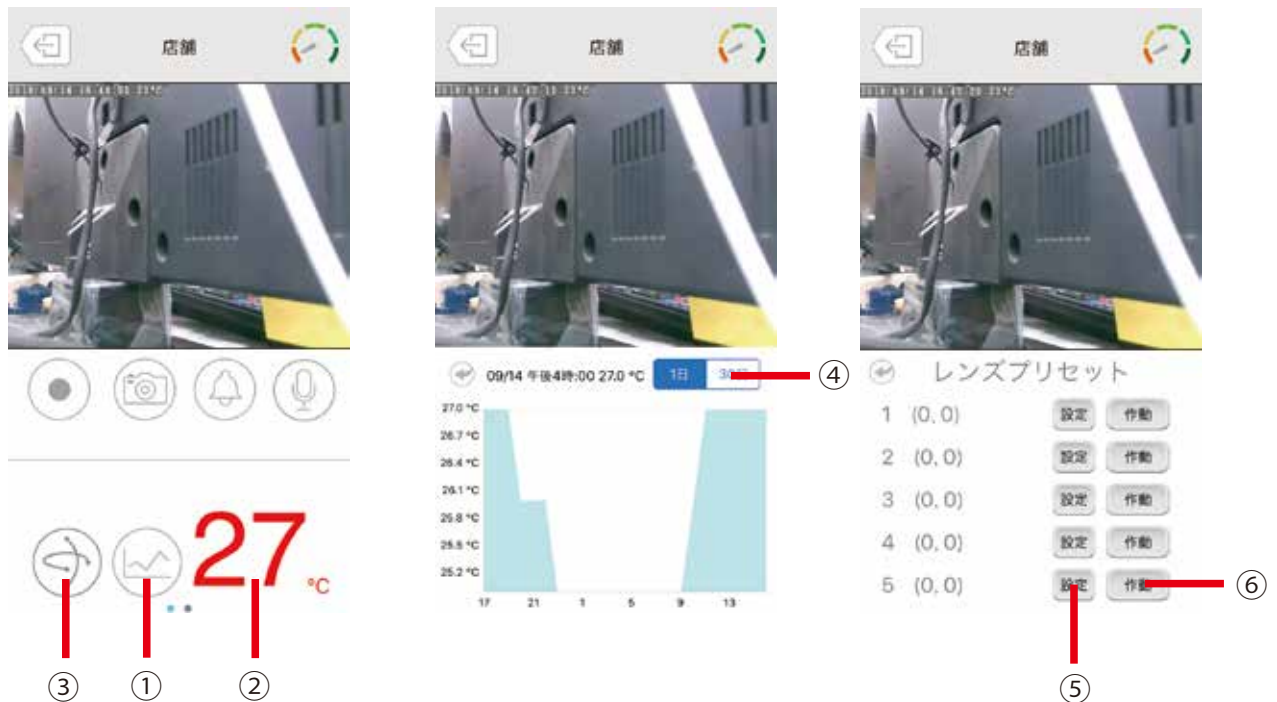 店舗
27
°C
③
①
②
店舗
09/14 午後4時:00 27.0 °C
1日
④
27.0 °C
26.7 °C
26.4 °C
26.1 °C
25.8 °C
25.5 °C
25.2 °C
17 21 1 5 9 13
店舗
レンズプリセット
1 (0, 0) 設定 作動
2 (0, 0) 設定 作動
3 (0, 0) 設定 作動
4 (0, 0) 設定 作動
5 (0, 0) 設定 作動
⑥
⑤